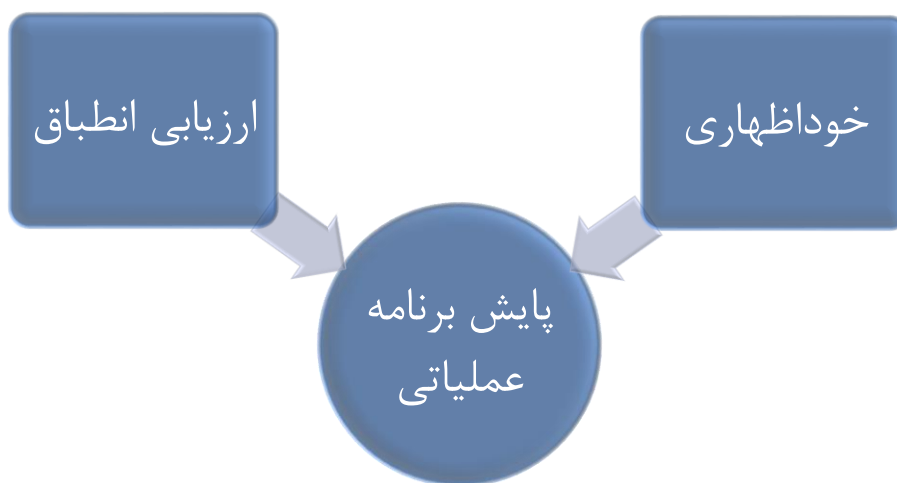 خوداظهاری
ارزیابی انطباق
پایش برنامه
عملیاتی